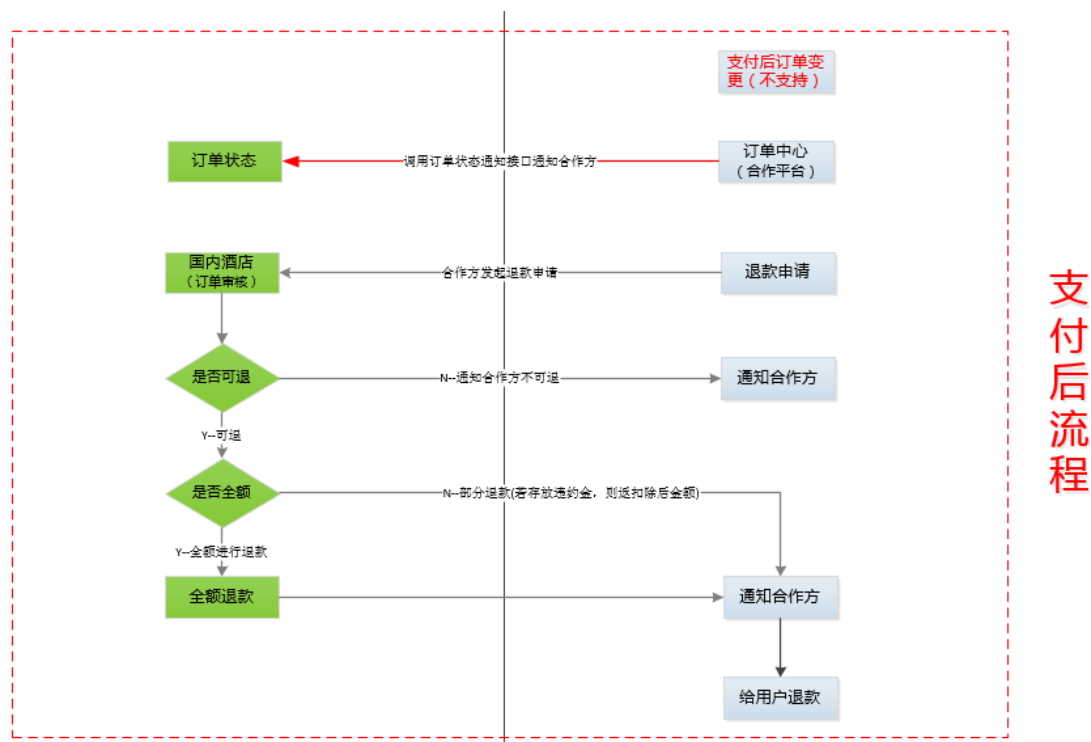 支付后订单变
更（不支持）
订单状态
调用订单状态通知接口通知合作方
订单中心
（合作平台）
国内酒店
（订单审核）
合作方发起退款申请
退款申请
是否可退
N--通知合作方不可退
通知合作方
Y--可退
是否全额
N--部分退款(若存放违约金，则返扣除后金额)
Y--全额进行退款
全额退款
通知合作方
给用户退款
支付后流程